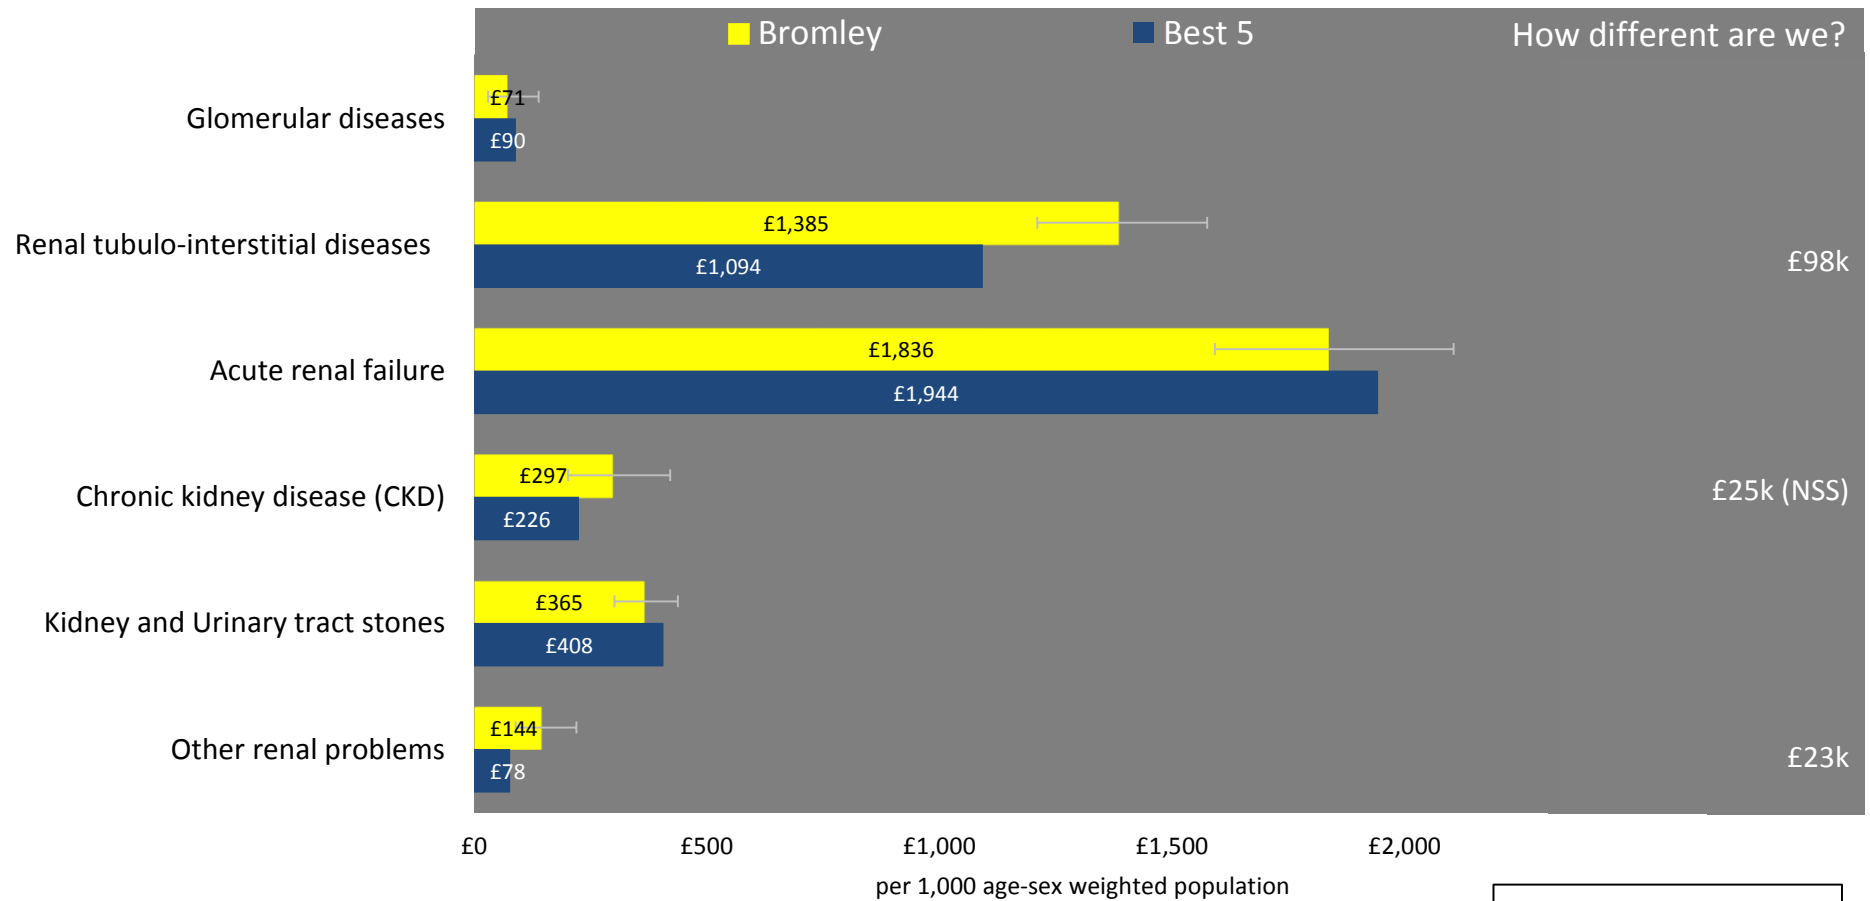 Bromley Best 5 How different are we?
Glomerular diseases £71
£90
Renal tubulo-interstitial diseases £1,385
£1,094 £98k
Acute renal failure £1,836
£1,944
Chronic kidney disease (CKD) £297 £25k (NSS)
£226
Kidney and Urinary tract stones £365
£408
Other renal problems £144 £23k
£78
£0 £500 £1,000 £1,500 £2,000
per 1,000 age-sex weighted population